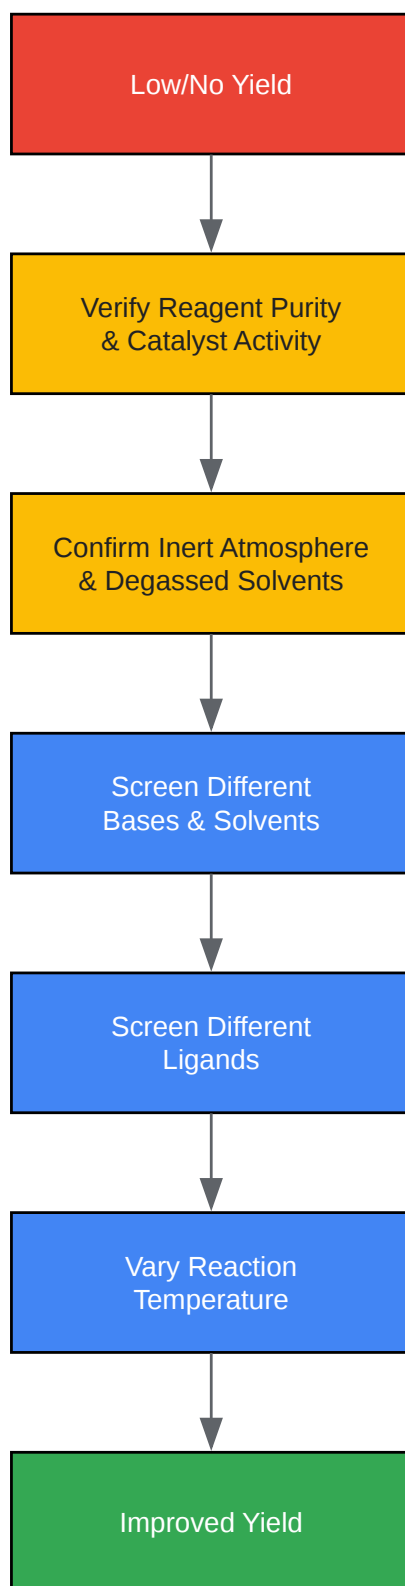 Low/No Yield
Verify Reagent Purity
& Catalyst Activity
Confirm Inert Atmosphere
& Degassed Solvents
Screen Different
Bases & Solvents
Screen Different
Ligands
Vary Reaction
Temperature
Improved Yield